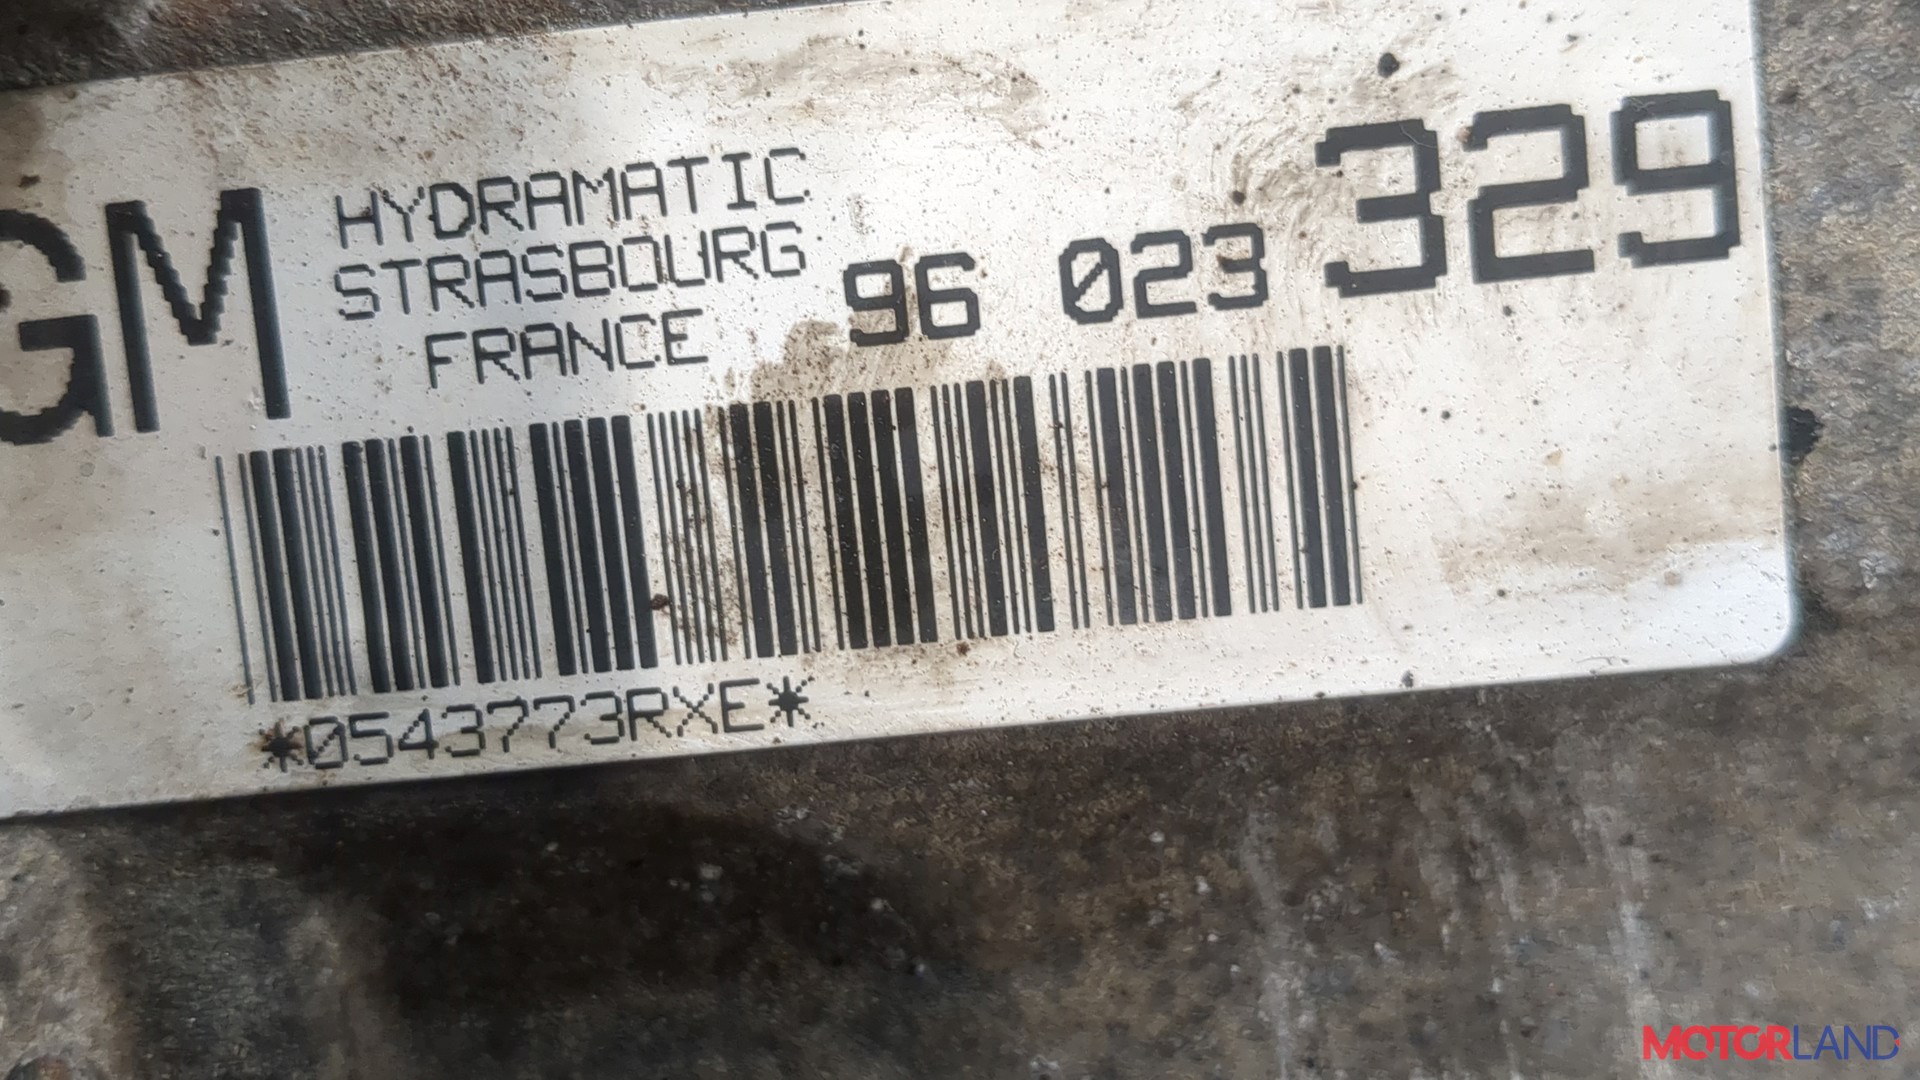 GM
HYDRAMATIC
STRASBOURG
FRANCE
96 023 329
*0543773RXE*
MOTORLAND